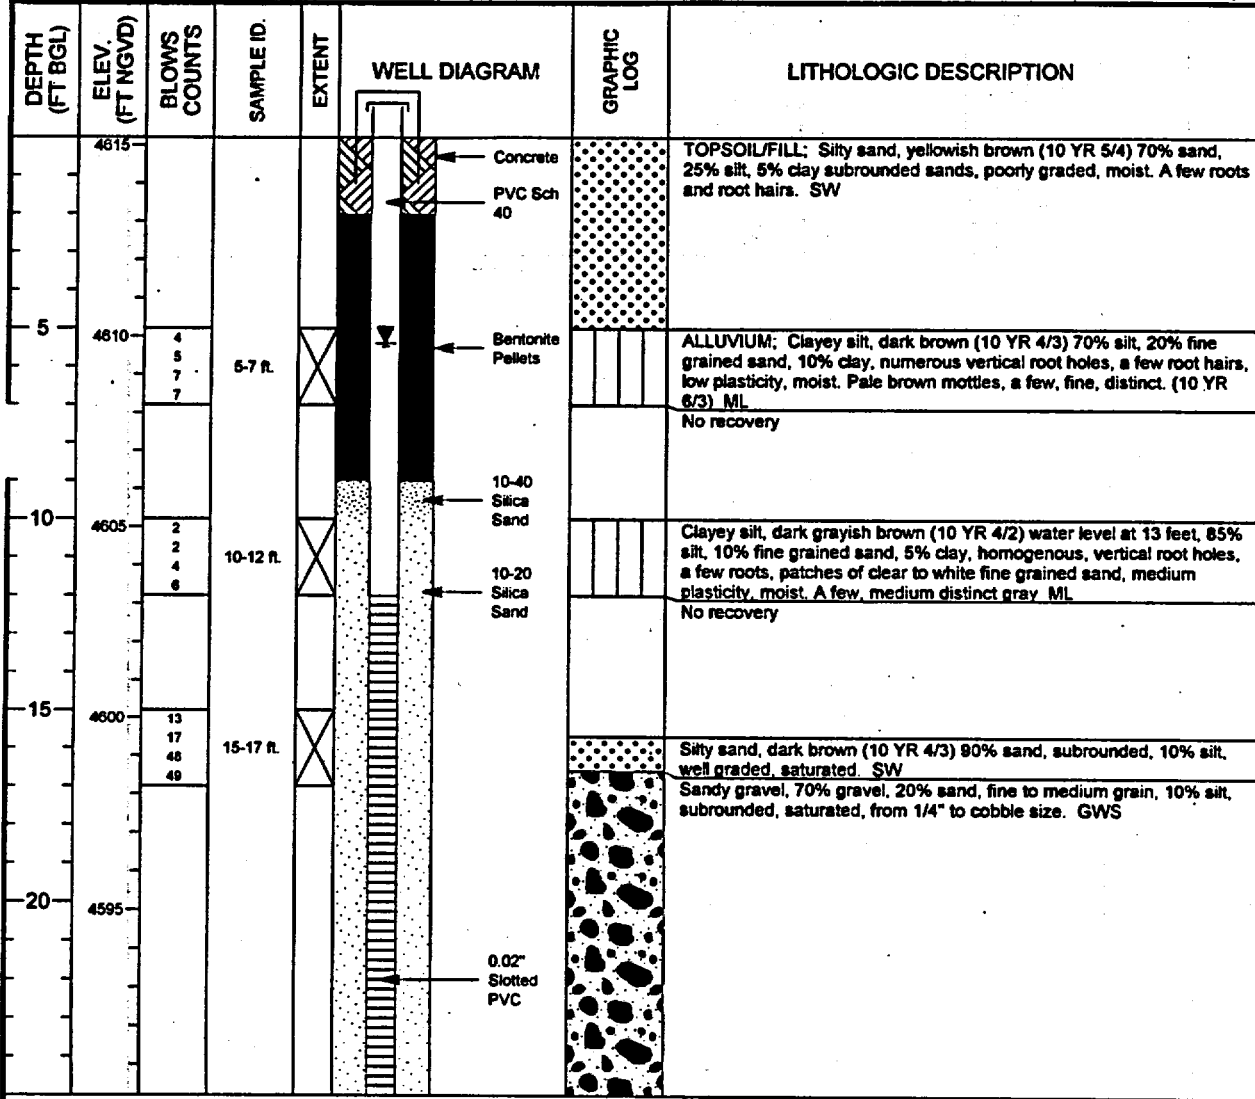 DEPTH (FT BGL)
ELEV. (FT NGVD)
BLOWS COUNTS
SAMPLE ID.
EXTENT
WELL DIAGRAM
GRAPHIC LOG
LITHOLOGIC DESCRIPTION
4615
Concrete
PVC Sch
40
TOPSOIL/FILL; Silty sand, yellowish brown (10 YR 5/4) 70% sand,
25% silt, 5% clay subrounded sands, poorly graded, moist. A few roots
and root hairs. SW
5
4610
4
5
7
7
5-7 ft.
Bentonite
Pellets
ALLUVIUM; Clayey silt, dark brown (10 YR 4/3) 70% silt, 20% fine
grained sand, 10% clay, numerous vertical root holes, a few root hairs,
low plasticity, moist. Pale brown mottles, a few, fine, distinct. (10 YR
6/3) ML
No recovery
10-40
Silica
Sand
10
4605
2
2
4
6
10-12 ft.
10-20
Silica
Sand
Clayey silt, dark grayish brown (10 YR 4/2) water level at 13 feet, 85%
silt, 10% fine grained sand, 5% clay, homogenous, vertical root holes,
a few roots, patches of clear to white fine grained sand, medium
plasticity, moist. A few, medium distinct gray ML
No recovery
15
4600
13
17
48
49
15-17 ft.
Silty sand, dark brown (10 YR 4/3) 90% sand, subrounded, 10% silt,
well graded, saturated. SW
Sandy gravel, 70% gravel, 20% sand, fine to medium grain, 10% silt,
subrounded, saturated, from 1/4" to cobble size. GWS
20
4595
0.02"
Slotted
PVC